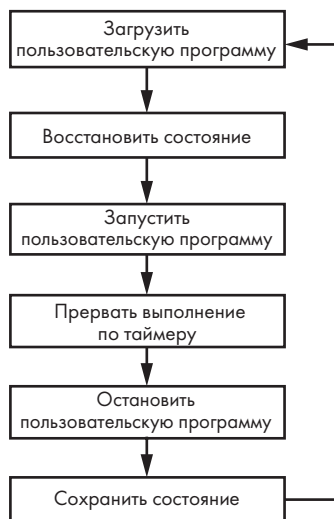 Загрузить
пользовательскую программу
Восстановить состояние
Запустить
пользовательскую программу
Прервать выполнение
по таймеру
Остановить
пользовательскую программу
Сохранить состояние